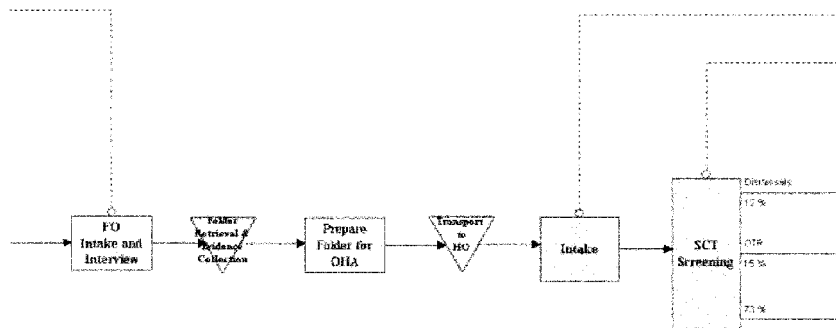 FO
Intake and
Interview
Folder
Retrieval &
Evidence
Collection
Prepare
Folder for
OHA
Transport
to
HO
Intake
SCT
Screening
Dismissals
12 %
OTR
15 %
73 %